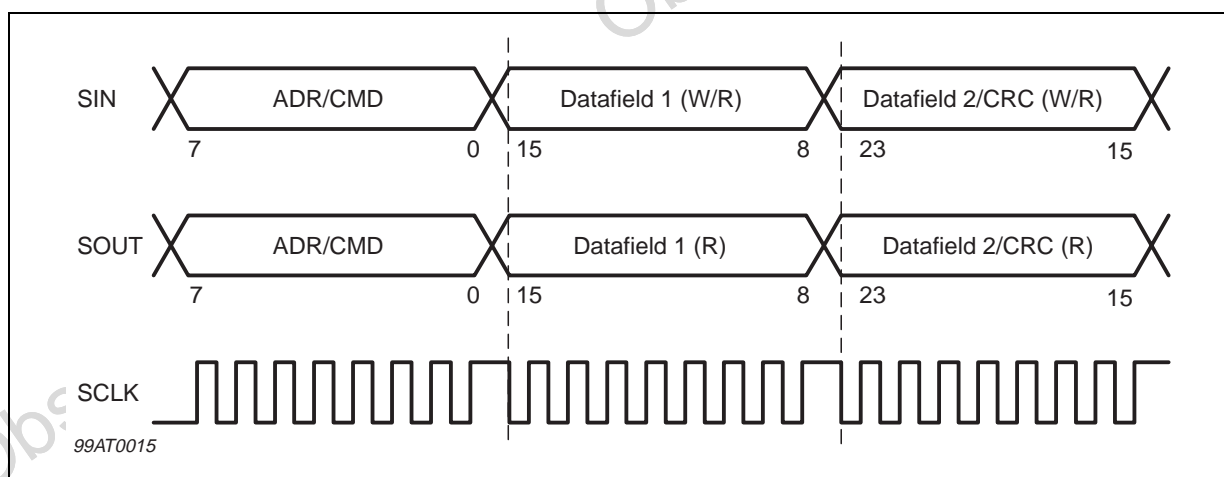 SIN ADR/CMD Datafield 1 (W/R) Datafield 2/CRC (W/R)
7 0 15 8 23 15
SOUT ADR/CMD Datafield 1 (R) Datafield 2/CRC (R)
7 0 15 8 23 15
SCLK
99AT0015